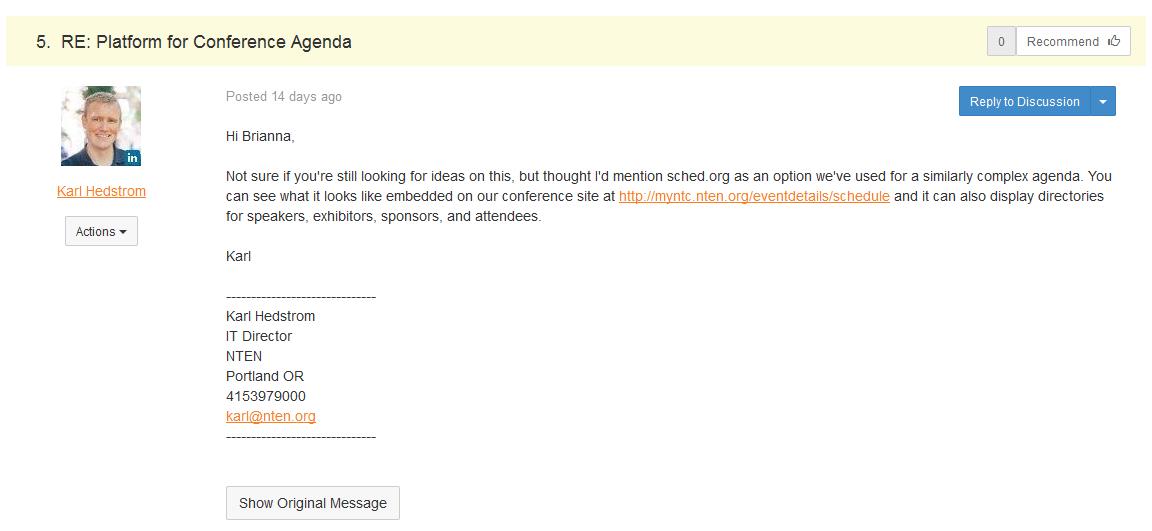 5. RE: Platform for Conference Agenda
0 Recommend
in
Karl Hedstrom
Actions
Posted 14 days ago
Reply to Discussion
Hi Brianna,
Not sure if you're still looking for ideas on this, but thought I'd mention sched.org as an option we've used for a similarly complex agenda. You
can see what it looks like embedded on our conference site at http://myntc.nten.org/eventdetails/schedule and it can also display directories
for speakers, exhibitors, sponsors, and attendees.
Karl
------------------------------
Karl Hedstrom
IT Director
NTEN
Portland OR
4153979000
karl@nten.org
------------------------------
Show Original Message